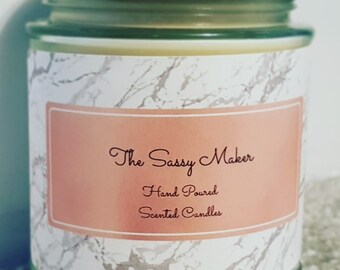 The Sassy Maker
Hand Poured
Scented Candles